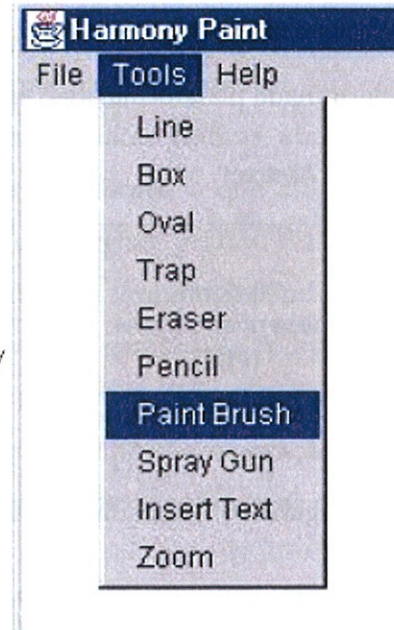 Harmony Paint
File Tools Help
Line
Box
Oval
Trap
Eraser
Pencil
Paint Brush
Spray Gun
Insert Text
Zoom